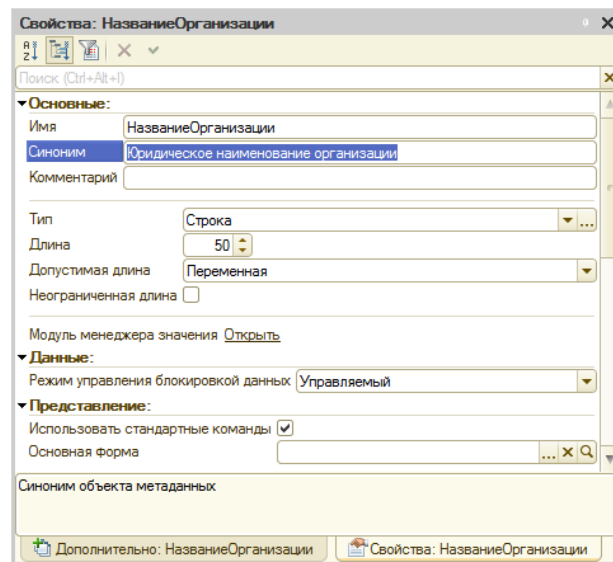 Свойства: НазваниеОрганизации
Поиск (Ctrl+Alt+I)
Основные:
Имя НазваниеОрганизации
Синоним Юридическое наименование организации
Комментарий
Тип Строка
Длина 50
Допустимая длина Переменная
Неограниченная длина
Модуль менеджера значения Открыть
Данные:
Режим управления блокировкой данных Управляемый
Представление:
Использовать стандартные команды
Основная форма
Синоним объекта метаданных
Дополнительно: НазваниеОрганизации Свойства: НазваниеОрганизации